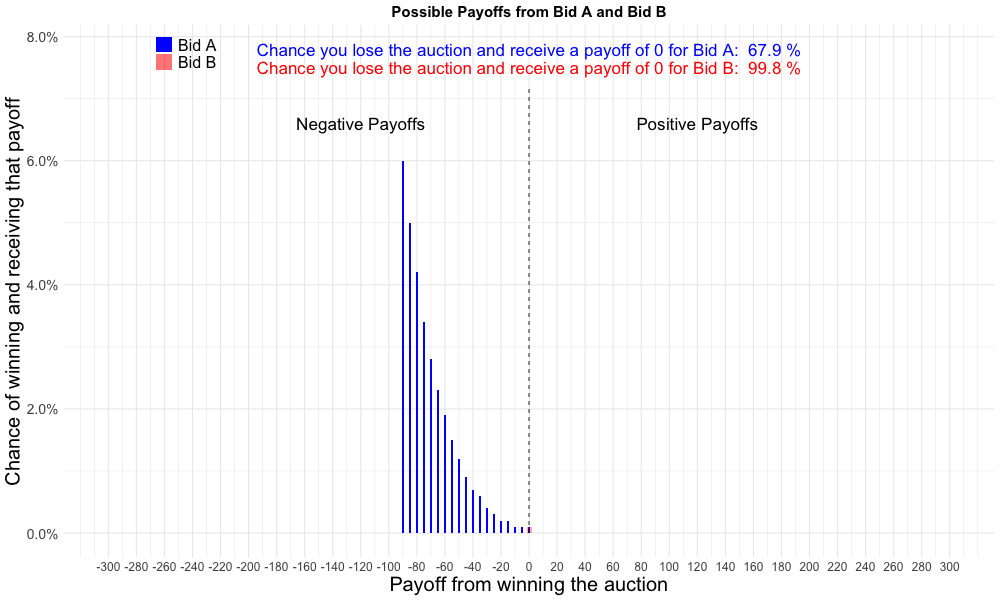 Possible Payoffs from Bid A and Bid B
Bid A
Bid B
Chance you lose the auction and receive a payoff of 0 for Bid A: 67.9 %
Chance you lose the auction and receive a payoff of 0 for Bid B: 99.8 %
Negative Payoffs
Positive Payoffs
Chance of winning and receiving that payoff
8.0%
6.0%
4.0%
2.0%
0.0%
-300 -280 -260 -240 -220 -200 -180 -160 -140 -120 -100 -80 -60 -40 -20 0 20 40 60 80 100 120 140 160 180 200 220 240 260 280 300
Payoff from winning the auction